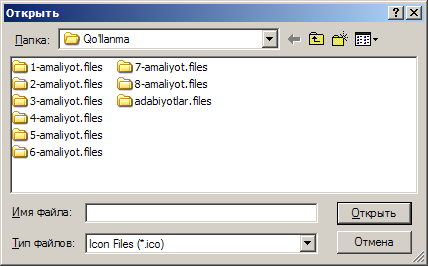 Открыть
Папка: Qo'llanma
1-amaliyot.files
2-amaliyot.files
3-amaliyot.files
4-amaliyot.files
5-amaliyot.files
6-amaliyot.files
7-amaliyot.files
8-amaliyot.files
adabiyotlar.files
Имя файла:
Открыть
Тип файлов: Icon Files (*.ico)
Отмена